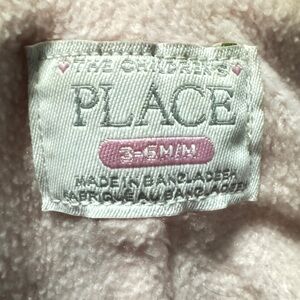 THE CHILDREN'S
PLACE
3-6M/M
MADE IN BANGLADESH
FABRIQUE AU BANGLADESH